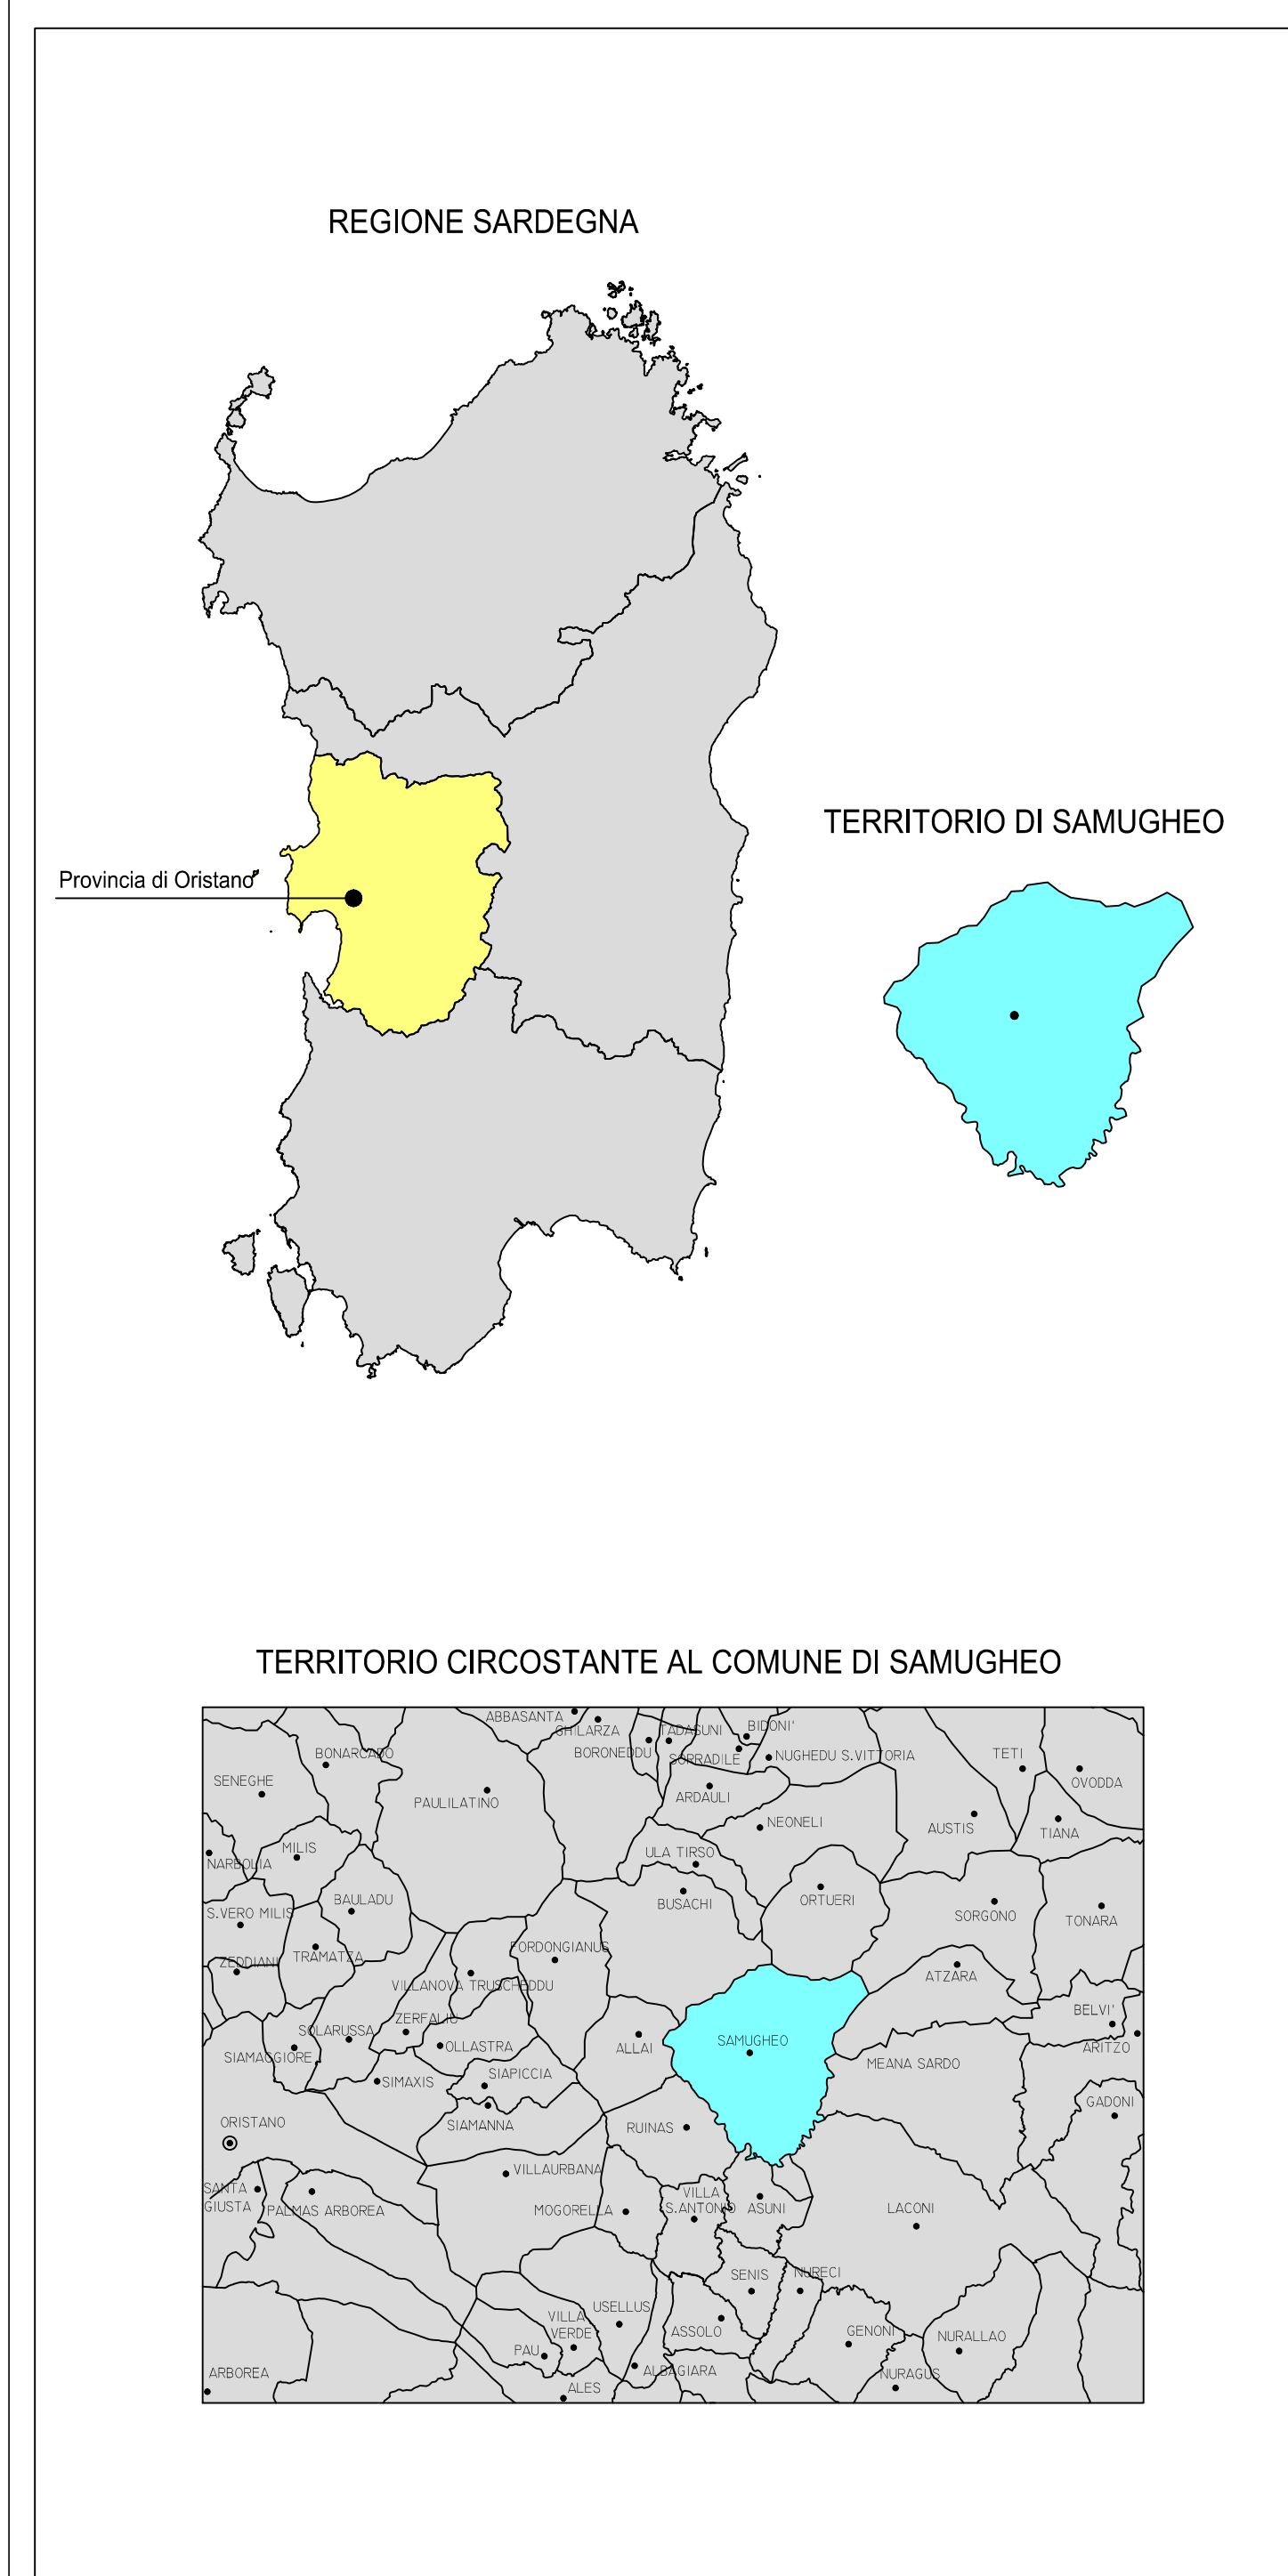 REGIONE SARDEGNA
TERRITORIO DI SAMUGHEO
Provincia di Oristano
TERRITORIO CIRCOSTANTE AL COMUNE DI SAMUGHEO
ABBASANTA
GHILARZA
TADASUNI
BIDONI'
BONARCADO
BORONEDDU
SORRADILE
NUGHEDU S.VITTORIA
TETI
OVODDA
SENEGHE
PAULILATINO
ARDAULI
NEONELI
AUSTIS
TIANA
MILIS
NARBOLIA
ULA TIRSO
BAULADU
BUSACHI
ORTUERI
S.VERO MILIS
SORGONO
TONARA
ZEDDIANI
TRAMATZA
FORDONGIANUS
ATZARA
VILLANOVA TRUSCHEDDU
BELVI'
ZERFALIU
SOLARUSSA
OLLASTRA
ALLAI
SAMUGHEO
ARITZO
SIAMAGGIORE
MEANA SARDO
SIMAXIS
SIAPICCIA
GADONI
ORISTANO
SIAMANNA
RUINAS
VILLAURBANA
SANTA
GIUSTA
PALMAS ARBOREA
MOGORELLA
VILLA
S.ANTONIO
ASUNI
LACONI
SENIS
NURECI
USELLUS
VILLA
VERDE
ASSOLO
GENONI
NURALLAO
PAU
ALBAGIARA
ARBOREA
NURAGUS
ALES